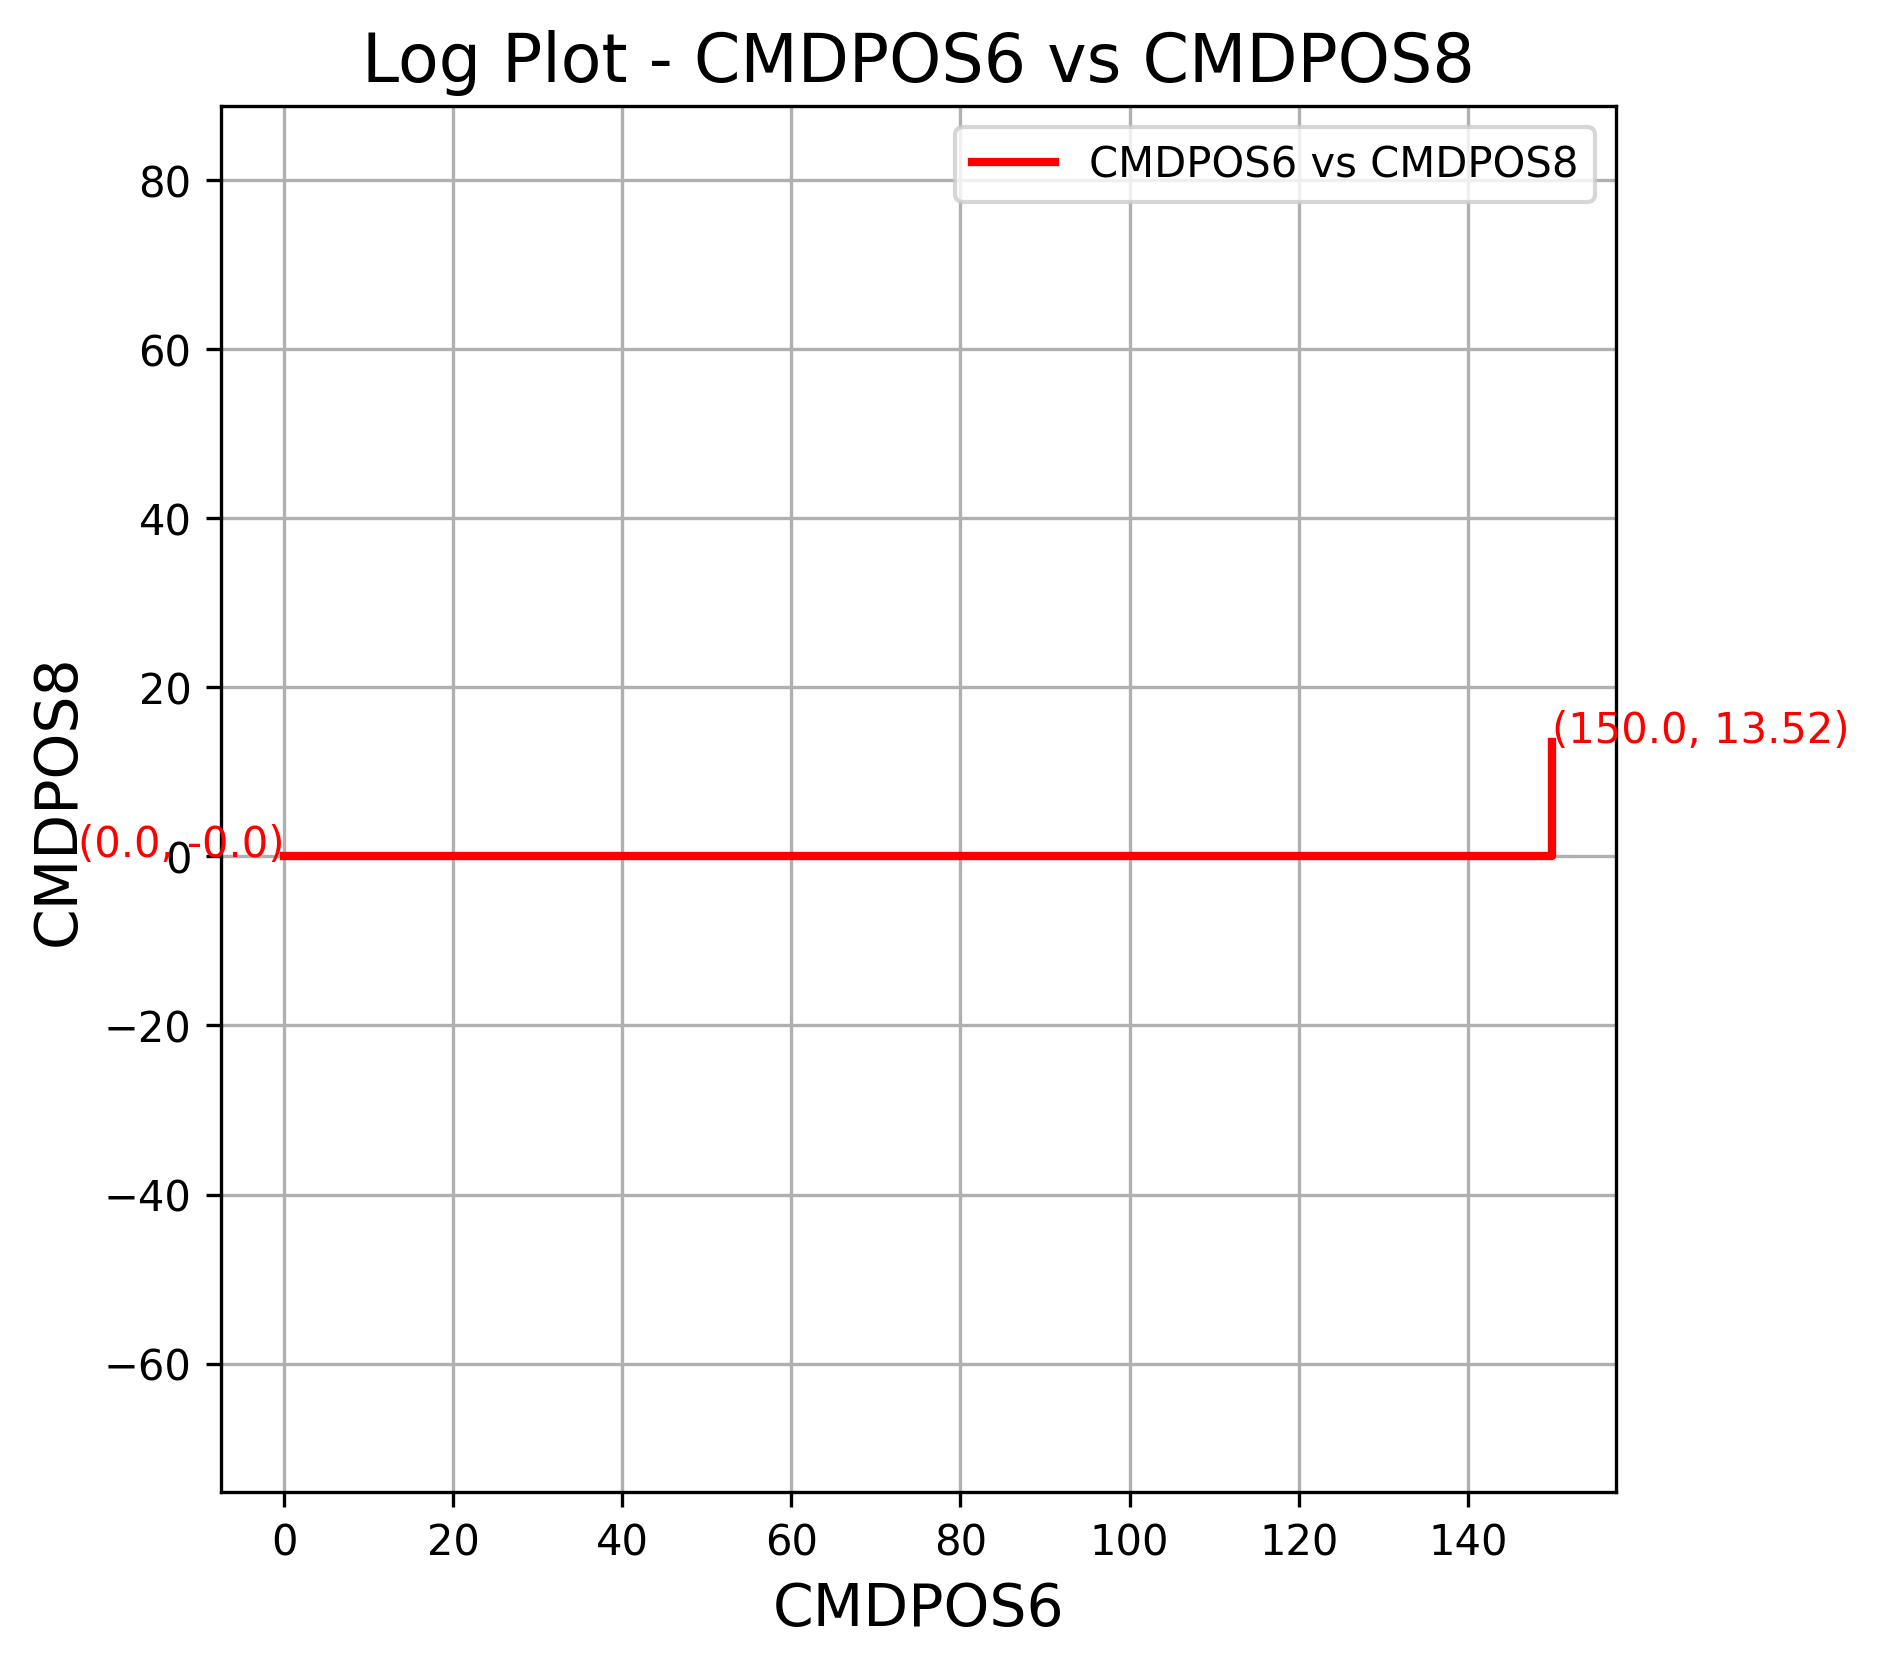 Log Plot - CMDPOS6 vs CMDPOS8
CMDPOS6 vs CMDPOS8
80
60
40
20
0
−20
−40
−60
CMDPOS8
(150.0, 13.52)
(0.0, -0.0)
0 20 40 60 80 100 120 140
CMDPOS6